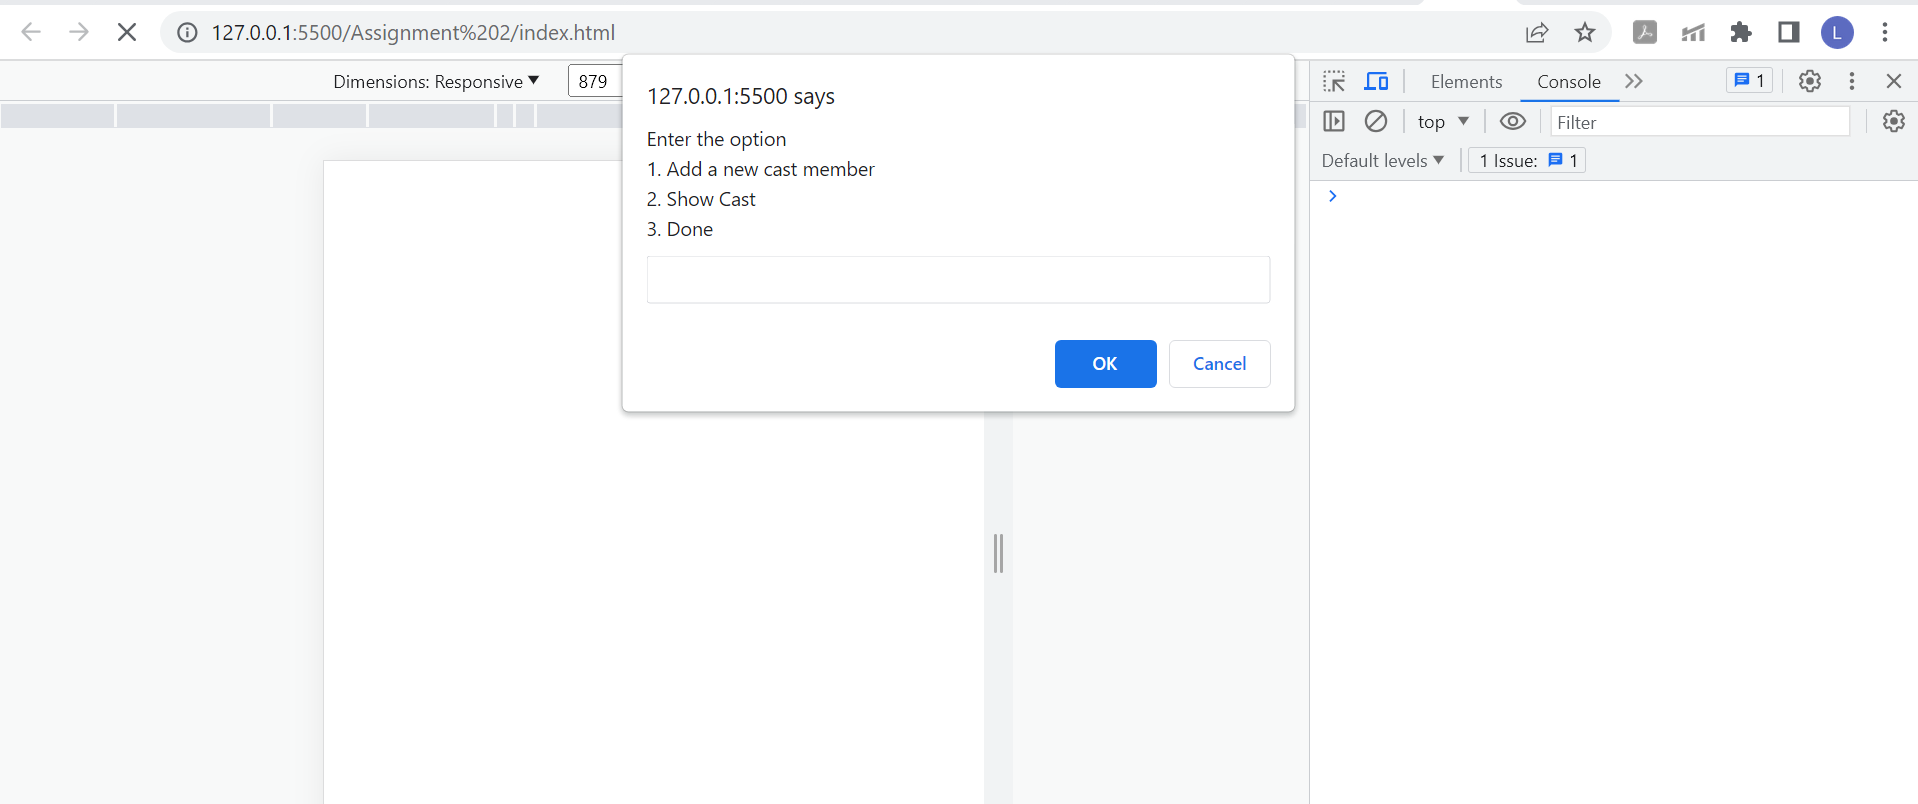 127.0.0.1:5500/Assignment%202/index.html
L
Dimensions: Responsive
879
127.0.0.1:5500 says
Enter the option
1. Add a new cast member
2. Show Cast
3. Done
OK
Cancel
Elements
Console
1
top
Filter
Default levels
1 Issue:
1